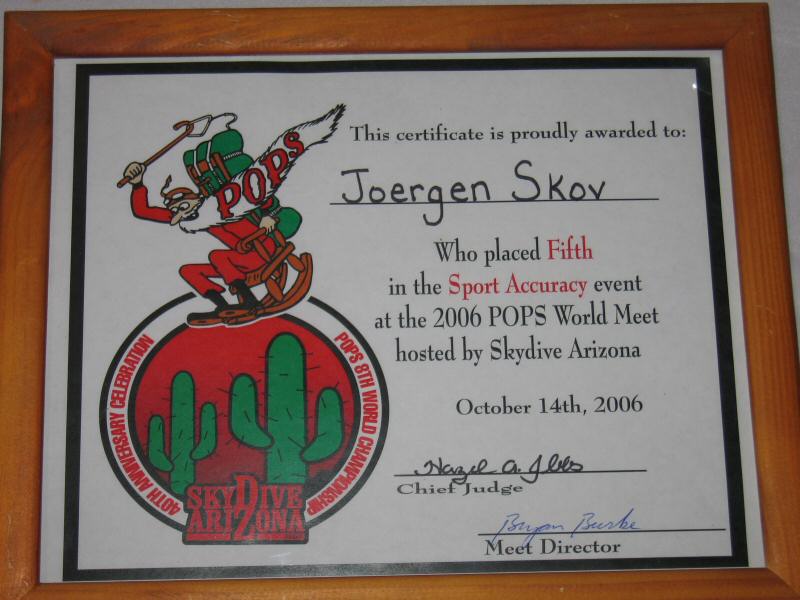 This certificate is proudly awarded to:
Joergen Skov
Who placed Fifth
in the Sport Accuracy event
at the 2006 POPS World Meet
hosted by Skydive Arizona
October 14th, 2006
Chief Judge
Bryan Burke
Meet Director
POPS
40TH ANNIVERSARY CELEBRATION
POPS 8TH WORLD CHAMPIONSHIP
SKYDIVE
ARIZONA